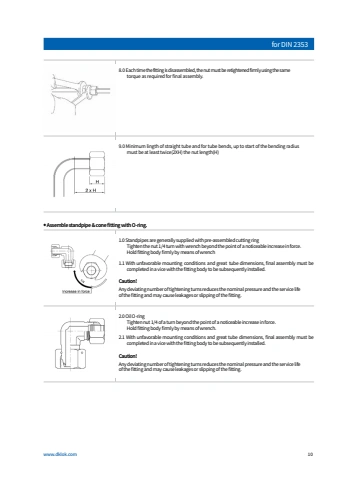 for DIN 2353
8.0 Each time the fitting is disassembled, the nut must be retightened firmly using the same
torque as required for final assembly.
9.0 Minimum length of straight tube and for tube bends, up to start of the bending radius
must be at least twice(2XH) the nut length(H)
H
2 x H
• Assemble standpipe & cone fitting with O-ring.
1.0 Standpipes are generally supplied with pre-assembled cutting ring
Tighten the nut 1/4 turn with wrench beyond the point of a noticeable increase in force.
Hold fitting body firmly by means of wrench
1.1 With unfavorable mounting conditions and great tube dimensions, final assembly must be
completed in a vice with the fitting body to be subsequently installed.
Caution!
Any deviating number of tightening turns reduces the nominal pressure and the service life
of the fitting and may cause leakages or slipping of the fitting.
increase in force
2.0 Oil O-ring
Tighten nut 1/4 of a turn beyond the point of a noticeable increase in force.
Hold fitting body firmly by means of wrench.
2.1 With unfavorable mounting conditions and great tube dimensions, final assembly must be
completed in a vice with the fitting body to be subsequently installed.
Caution!
Any deviating number of tightening turns reduces the nominal pressure and the service life
of the fitting and may cause leakages or slipping of the fitting.
www.dklok.com